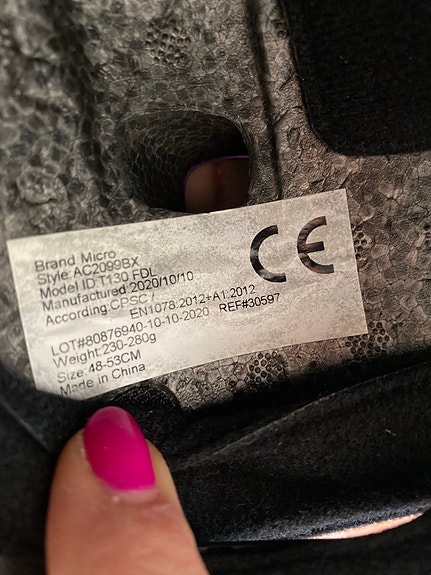 Brand Micro
Style: AC2099BX
Model ID:T130 FDL
Manufactured:2020/10/10
According:CPSC /
EN1078:2012+A1:2012
LOT#80876940-10-10-2020 REF#30597
Weight:230-280g
Size: 48-53CM
Made in China
CE